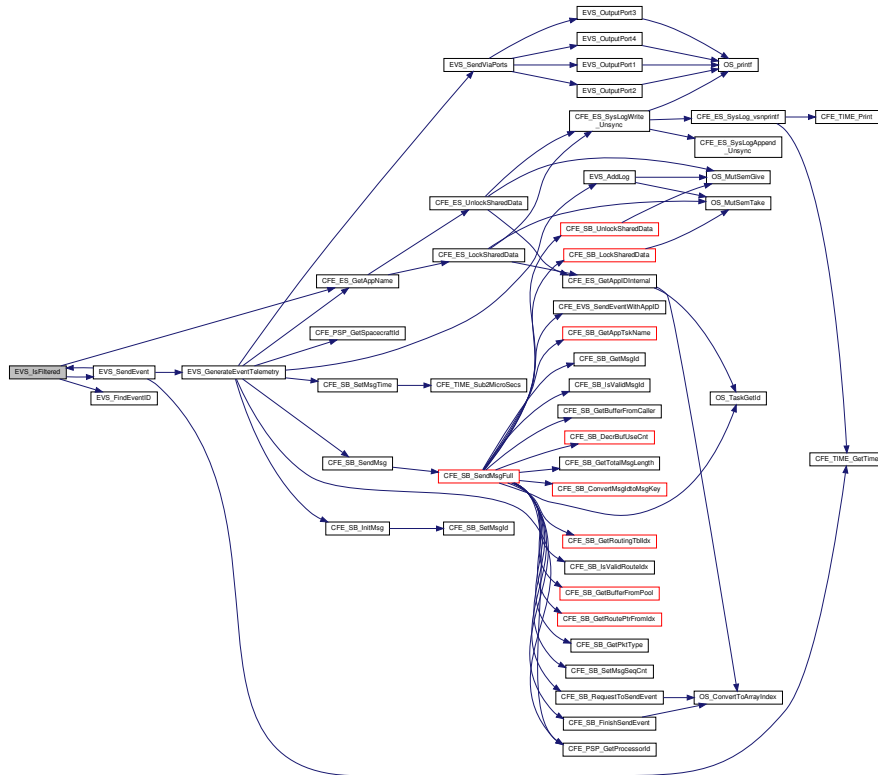 EVS_OutputPort3
EVS_OutputPort4
EVS_SendViaPorts
EVS_OutputPort1
OS_printf
EVS_OutputPort2
CFE_ES_SysLogWrite
_Unsync
CFE_ES_SysLog_vsnprintf
CFE_TIME_Print
CFE_ES_SysLogAppend
_Unsync
EVS_AddLog
OS_MutSemGive
CFE_ES_UnlockSharedData
OS_MutSemTake
CFE_SB_UnlockSharedData
CFE_SB_LockSharedData
CFE_ES_LockSharedData
CFE_ES_GetAppName
CFE_ES_GetAppIDInternal
CFE_EVS_SendEventWithAppID
CFE_PSP_GetSpacecraftId
CFE_SB_GetAppTskName
CFE_SB_GetMsgId
EVS_IsFiltered
EVS_SendEvent
EVS_GenerateEventTelemetry
CFE_SB_SetMsgTime
CFE_TIME_Sub2MicroSecs
CFE_SB_IsValidMsgId
EVS_FindEventID
OS_TaskGetId
CFE_SB_GetBufferFromCaller
CFE_SB_DecrBufUseCnt
CFE_TIME_GetTime
CFE_SB_SendMsg
CFE_SB_GetTotalMsgLength
CFE_SB_SendMsgFull
CFE_SB_ConvertMsgIdtoMsgKey
CFE_SB_InitMsg
CFE_SB_SetMsgId
CFE_SB_GetRoutingTblIdx
CFE_SB_IsValidRouteIdx
CFE_SB_GetBufferFromPool
CFE_SB_GetRoutePtrFromIdx
CFE_SB_GetPktType
CFE_SB_SetMsgSeqCnt
CFE_SB_RequestToSendEvent
OS_ConvertToArrayIndex
CFE_SB_FinishSendEvent
CFE_PSP_GetProcessorId